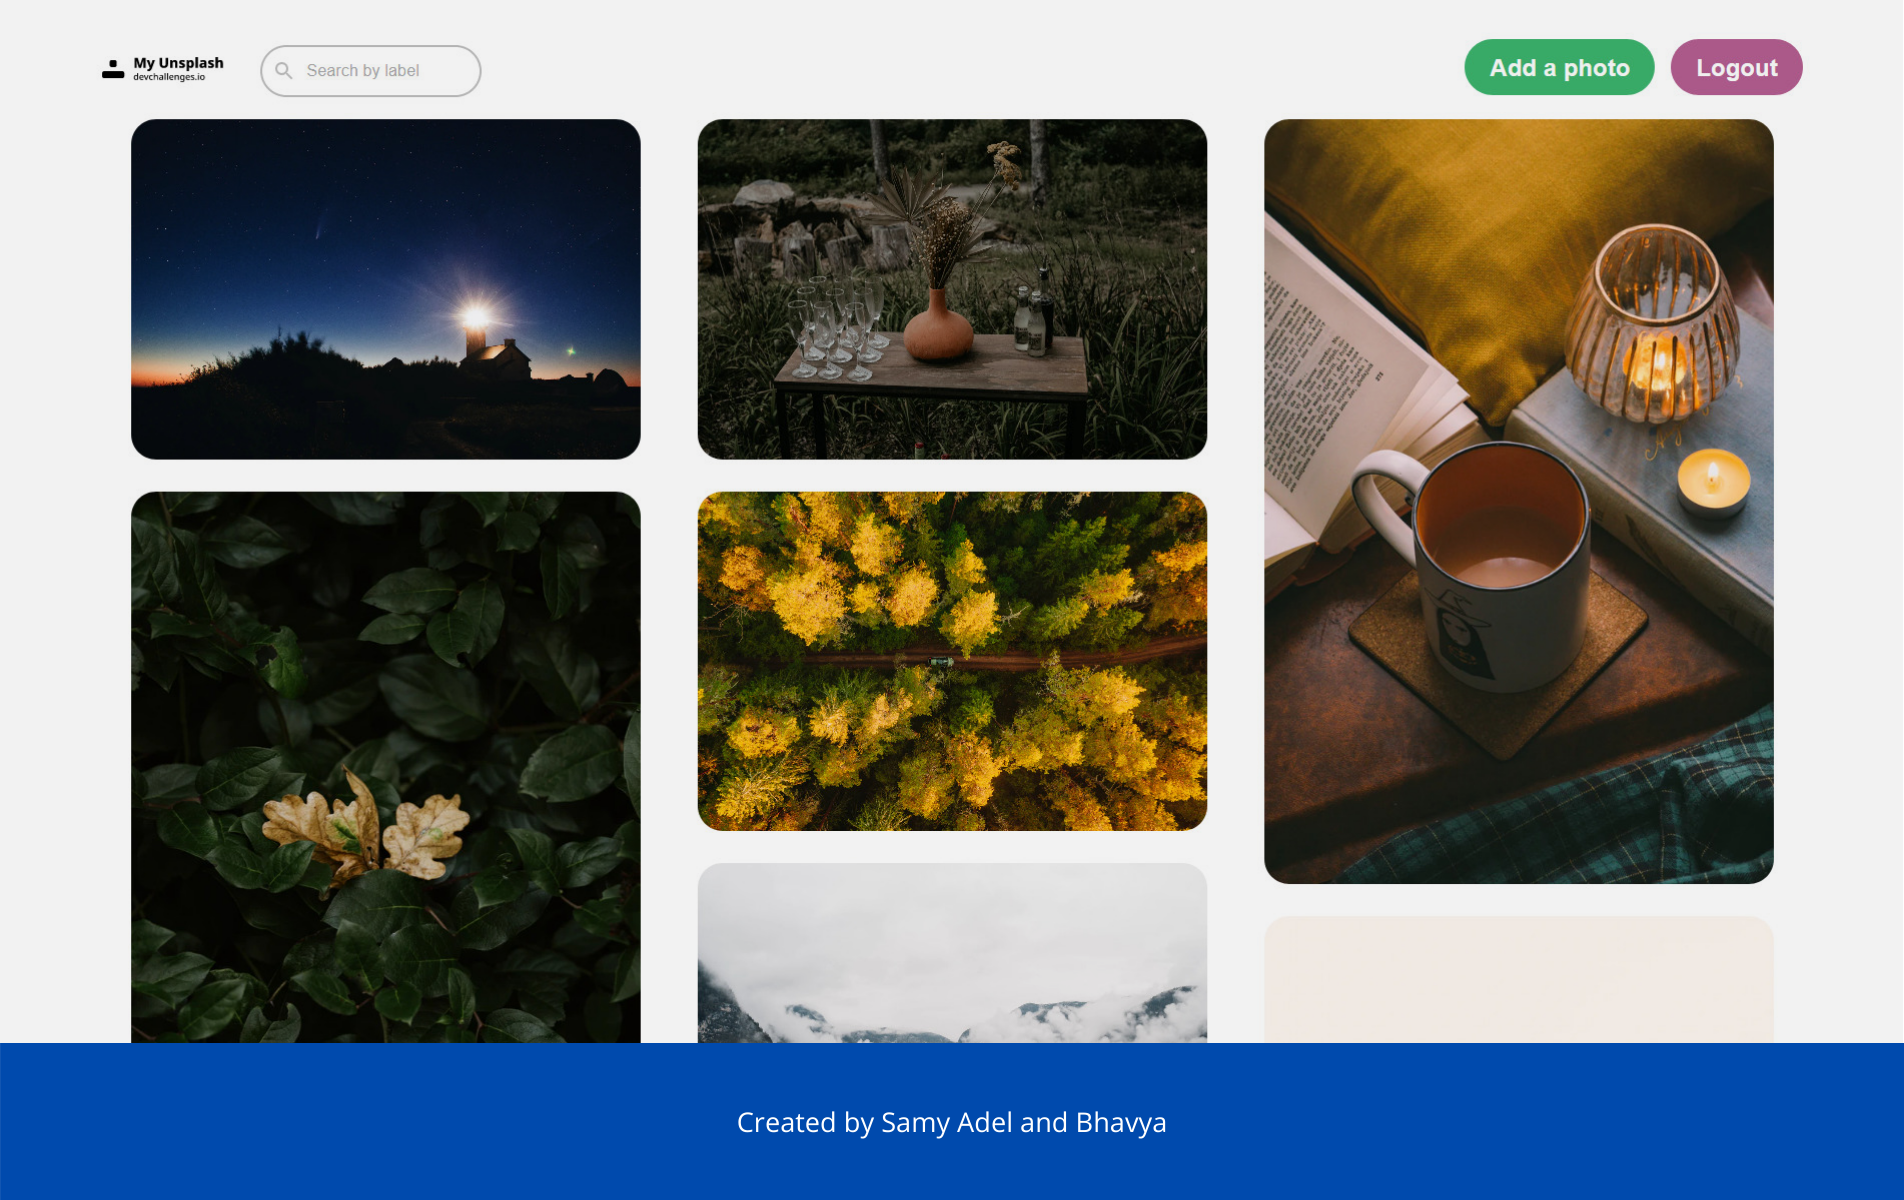 My Unsplash
devchallenges.io
Search by label
Add a photo
Logout
Created by Samy Adel and Bhavya